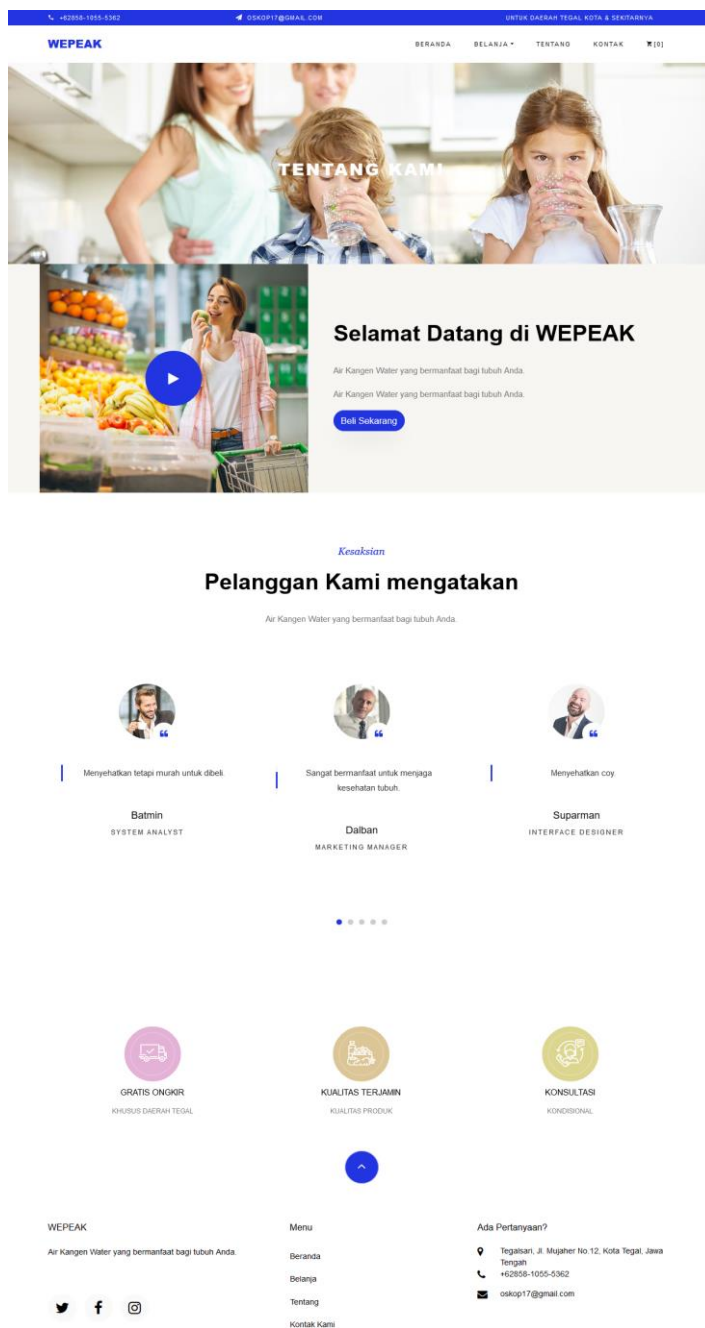 +62858-1055-5362
OSKOP17@GMAIL.COM
UNTUK DAERAH TEGAL KOTA & SEKITARNYA
WEPEAK
BERANDA
BELANJA
TENTANG
KONTAK
[0]
TENTANG KAMI
Selamat Datang di WEPEAK
Air Kangen Water yang bermanfaat bagi tubuh Anda.
Air Kangen Water yang bermanfaat bagi tubuh Anda.
Beli Sekarang
Kesaksian
Pelanggan Kami mengatakan
Air Kangen Water yang bermanfaat bagi tubuh Anda.
Menyehatkan tetapi murah untuk dibeli.
Batmin
SYSTEM ANALYST
Sangat bermanfaat untuk menjaga
kesehatan tubuh.
Dalban
MARKETING MANAGER
Menyehatkan coy.
Suparman
INTERFACE DESIGNER
GRATIS ONGKIR
KHUSUS DAERAH TEGAL
KUALITAS TERJAMIN
KUALITAS PRODUK
KONSULTASI
KONDISIONAL
WEPEAK
Air Kangen Water yang bermanfaat bagi tubuh Anda.
Menu
Beranda
Belanja
Tentang
Kontak Kami
Ada Pertanyaan?
Tegalsari, Jl. Mujaher No.12, Kota Tegal, Jawa
Tengah
+62858-1055-5362
oskop17@gmail.com